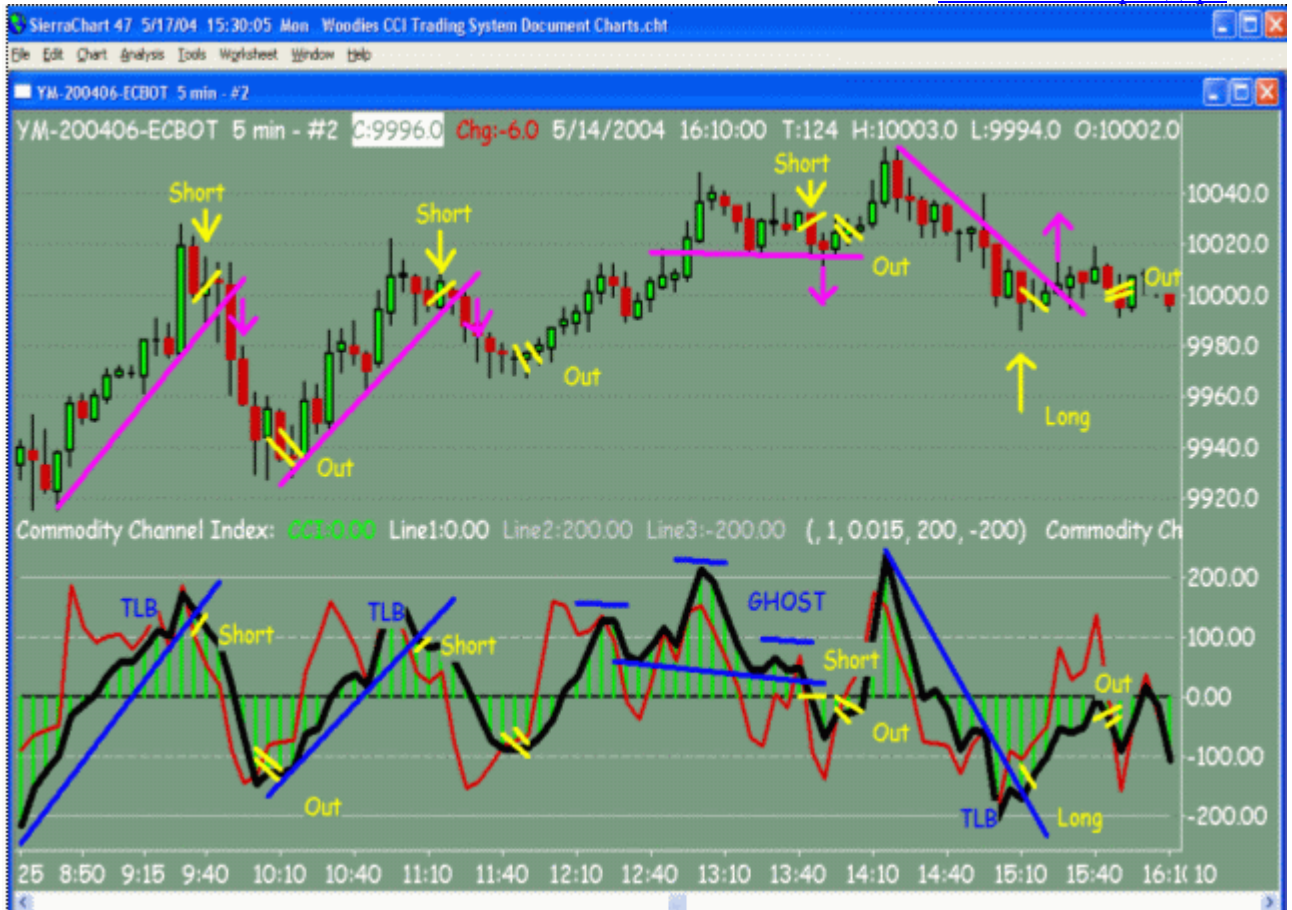 SierraChart 47 5/17/04 15:30:05 Mon Woodies CCI Trading System Document Charts.cht
File Edit Chart Analysis Tools Worksheet Window Help
YM-200406-ECBOT 5 min - #2
YM-200406-ECBOT 5 min - #2 C:9996.0 Chg:-6.0 5/14/2004 16:10:00 T:124 H:10003.0 L:9994.0 O:10002.0
Short
Short
Short
10040.0
10020.0
Out
Out
10000.0
9980.0
Out
9960.0
Long
9940.0
Out
9920.0
Commodity Channel Index: CCI:0.00 Line1:0.00 Line2:200.00 Line3:-200.00 (, 1, 0.015, 200, -200) Commodity Ch
200.00
TLB
TLB
GHOST
100.00
Short
Short
Short
Out
0.00
Out
-100.00
Out
TLB
Long
-200.00
25 8:50 9:15 9:40 10:10 10:40 11:10 11:40 12:10 12:40 13:10 13:40 14:10 14:40 15:10 15:40 16:1( 10